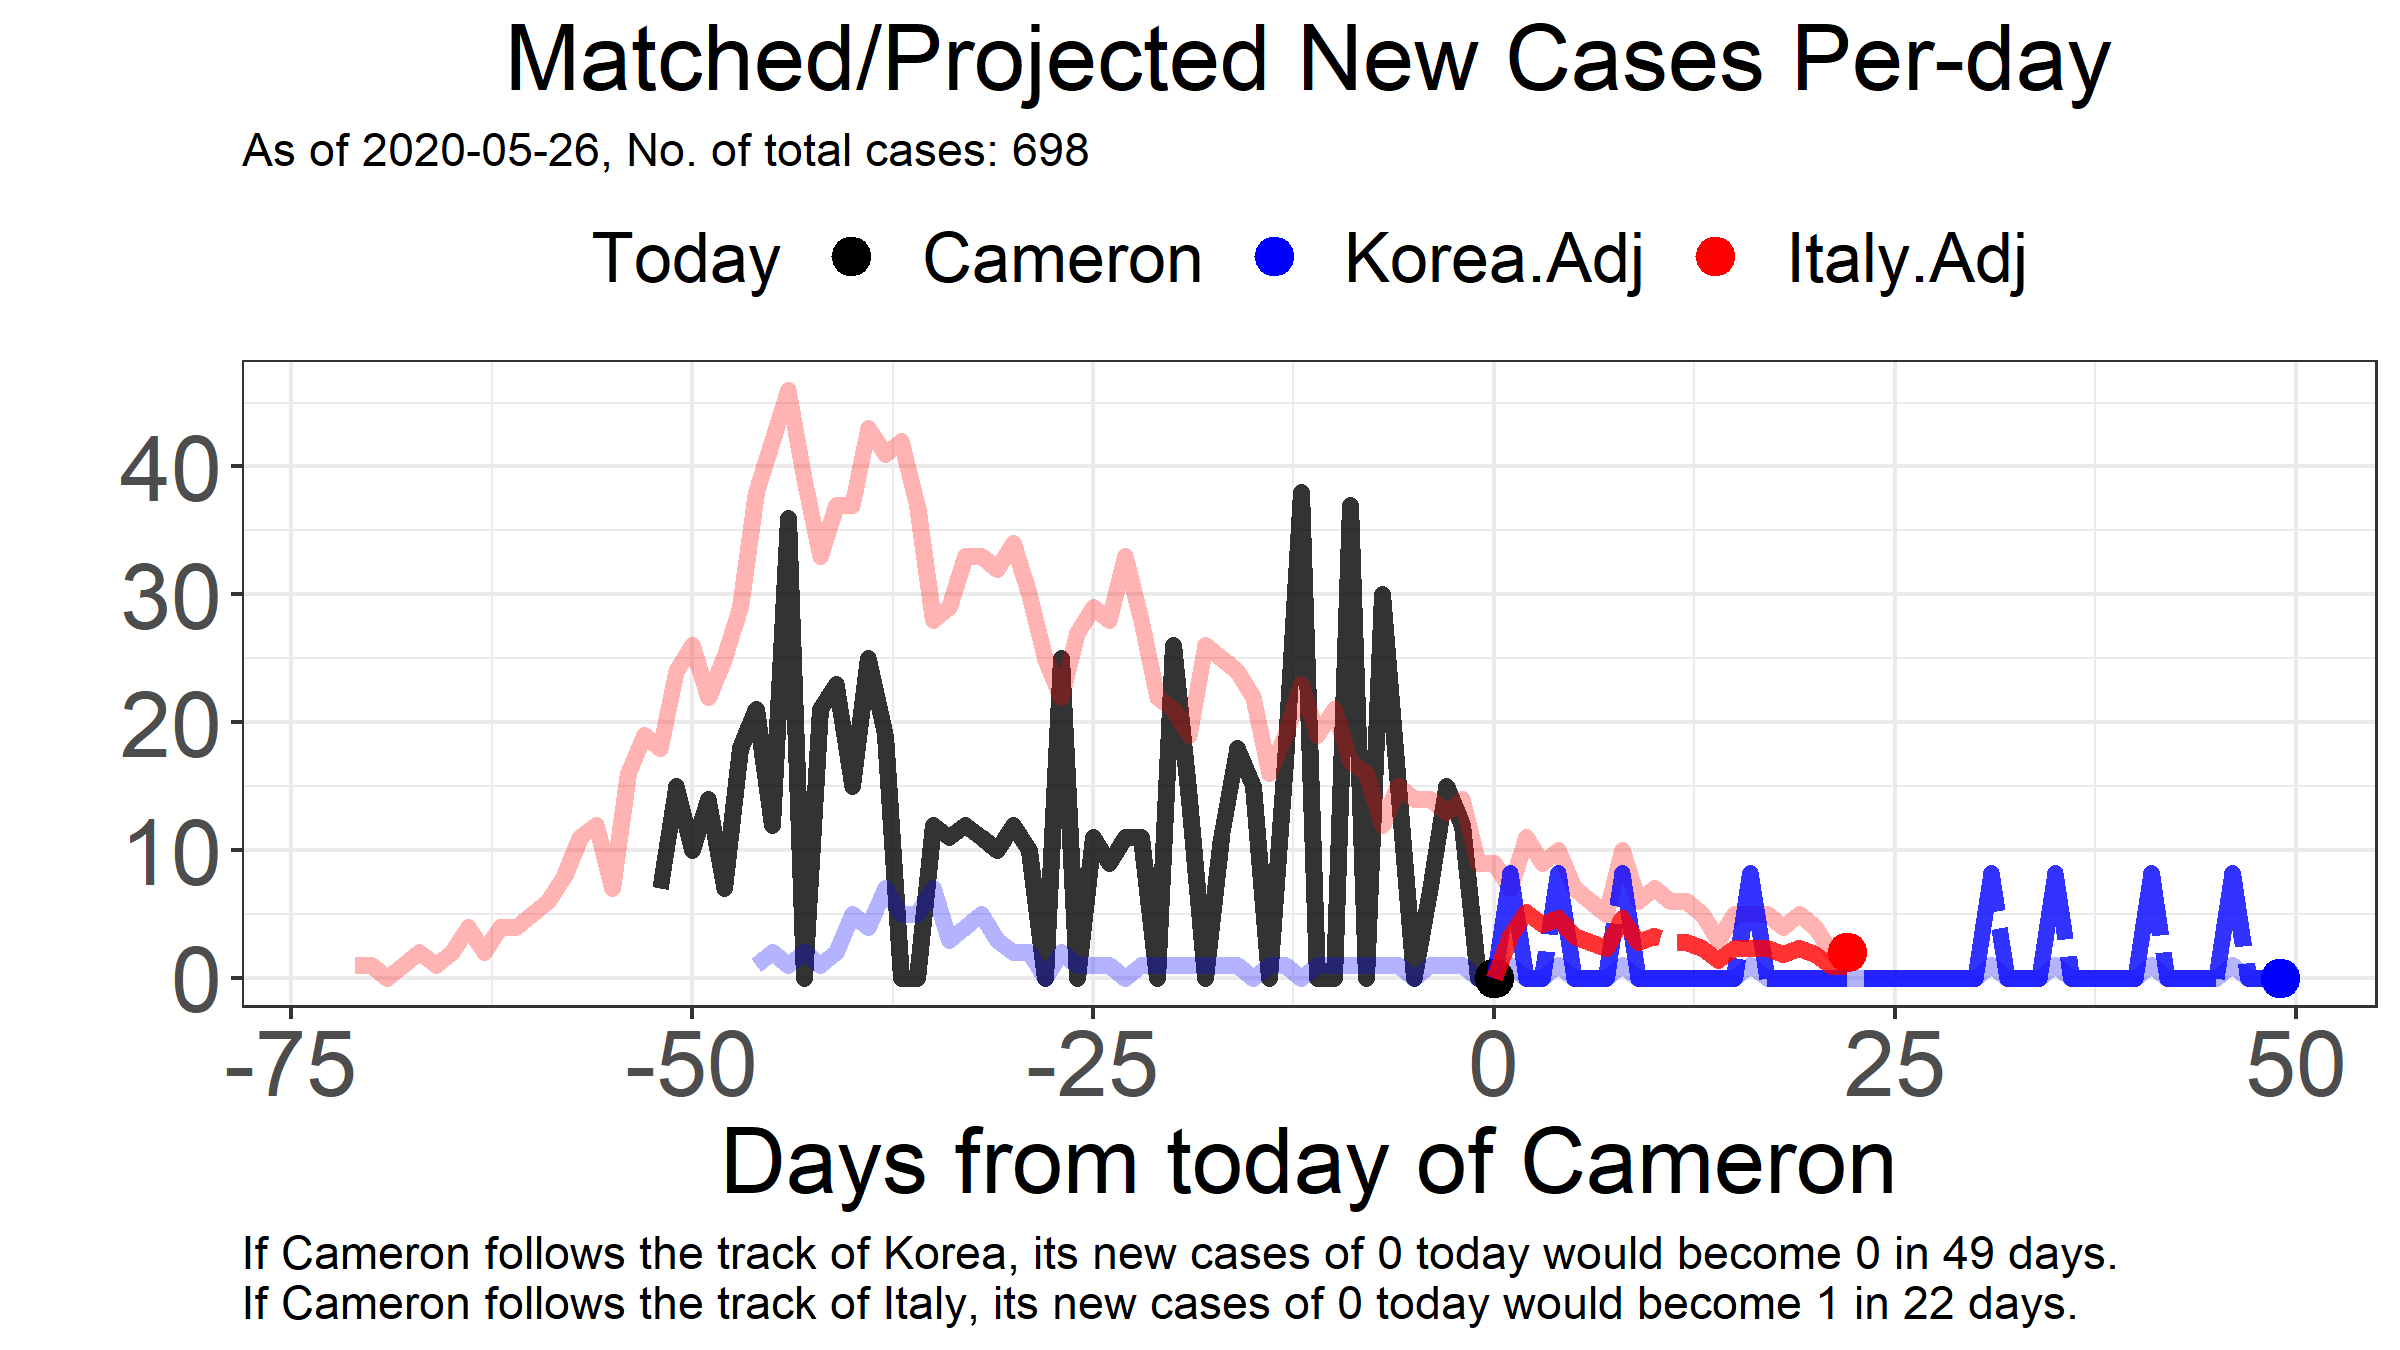 Matched/Projected New Cases Per-day
As of 2020-05-26, No. of total cases: 698
Today Cameron Korea.Adj Italy.Adj
40
30
20
10
0
-75 -50 -25 0 25 50
Days from today of Cameron
If Cameron follows the track of Korea, its new cases of 0 today would become 0 in 49 days.
If Cameron follows the track of Italy, its new cases of 0 today would become 1 in 22 days.